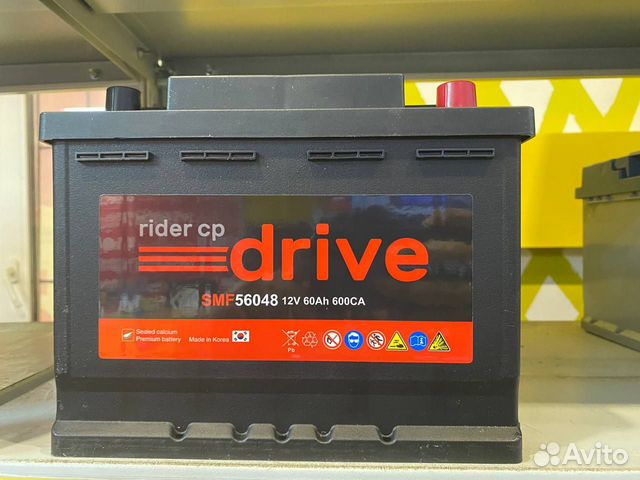 rider cp
drive
SMF56048 12V 60Ah 600CA
Sealed calcium
Premium battery
Made in Korea
Pb
Avito